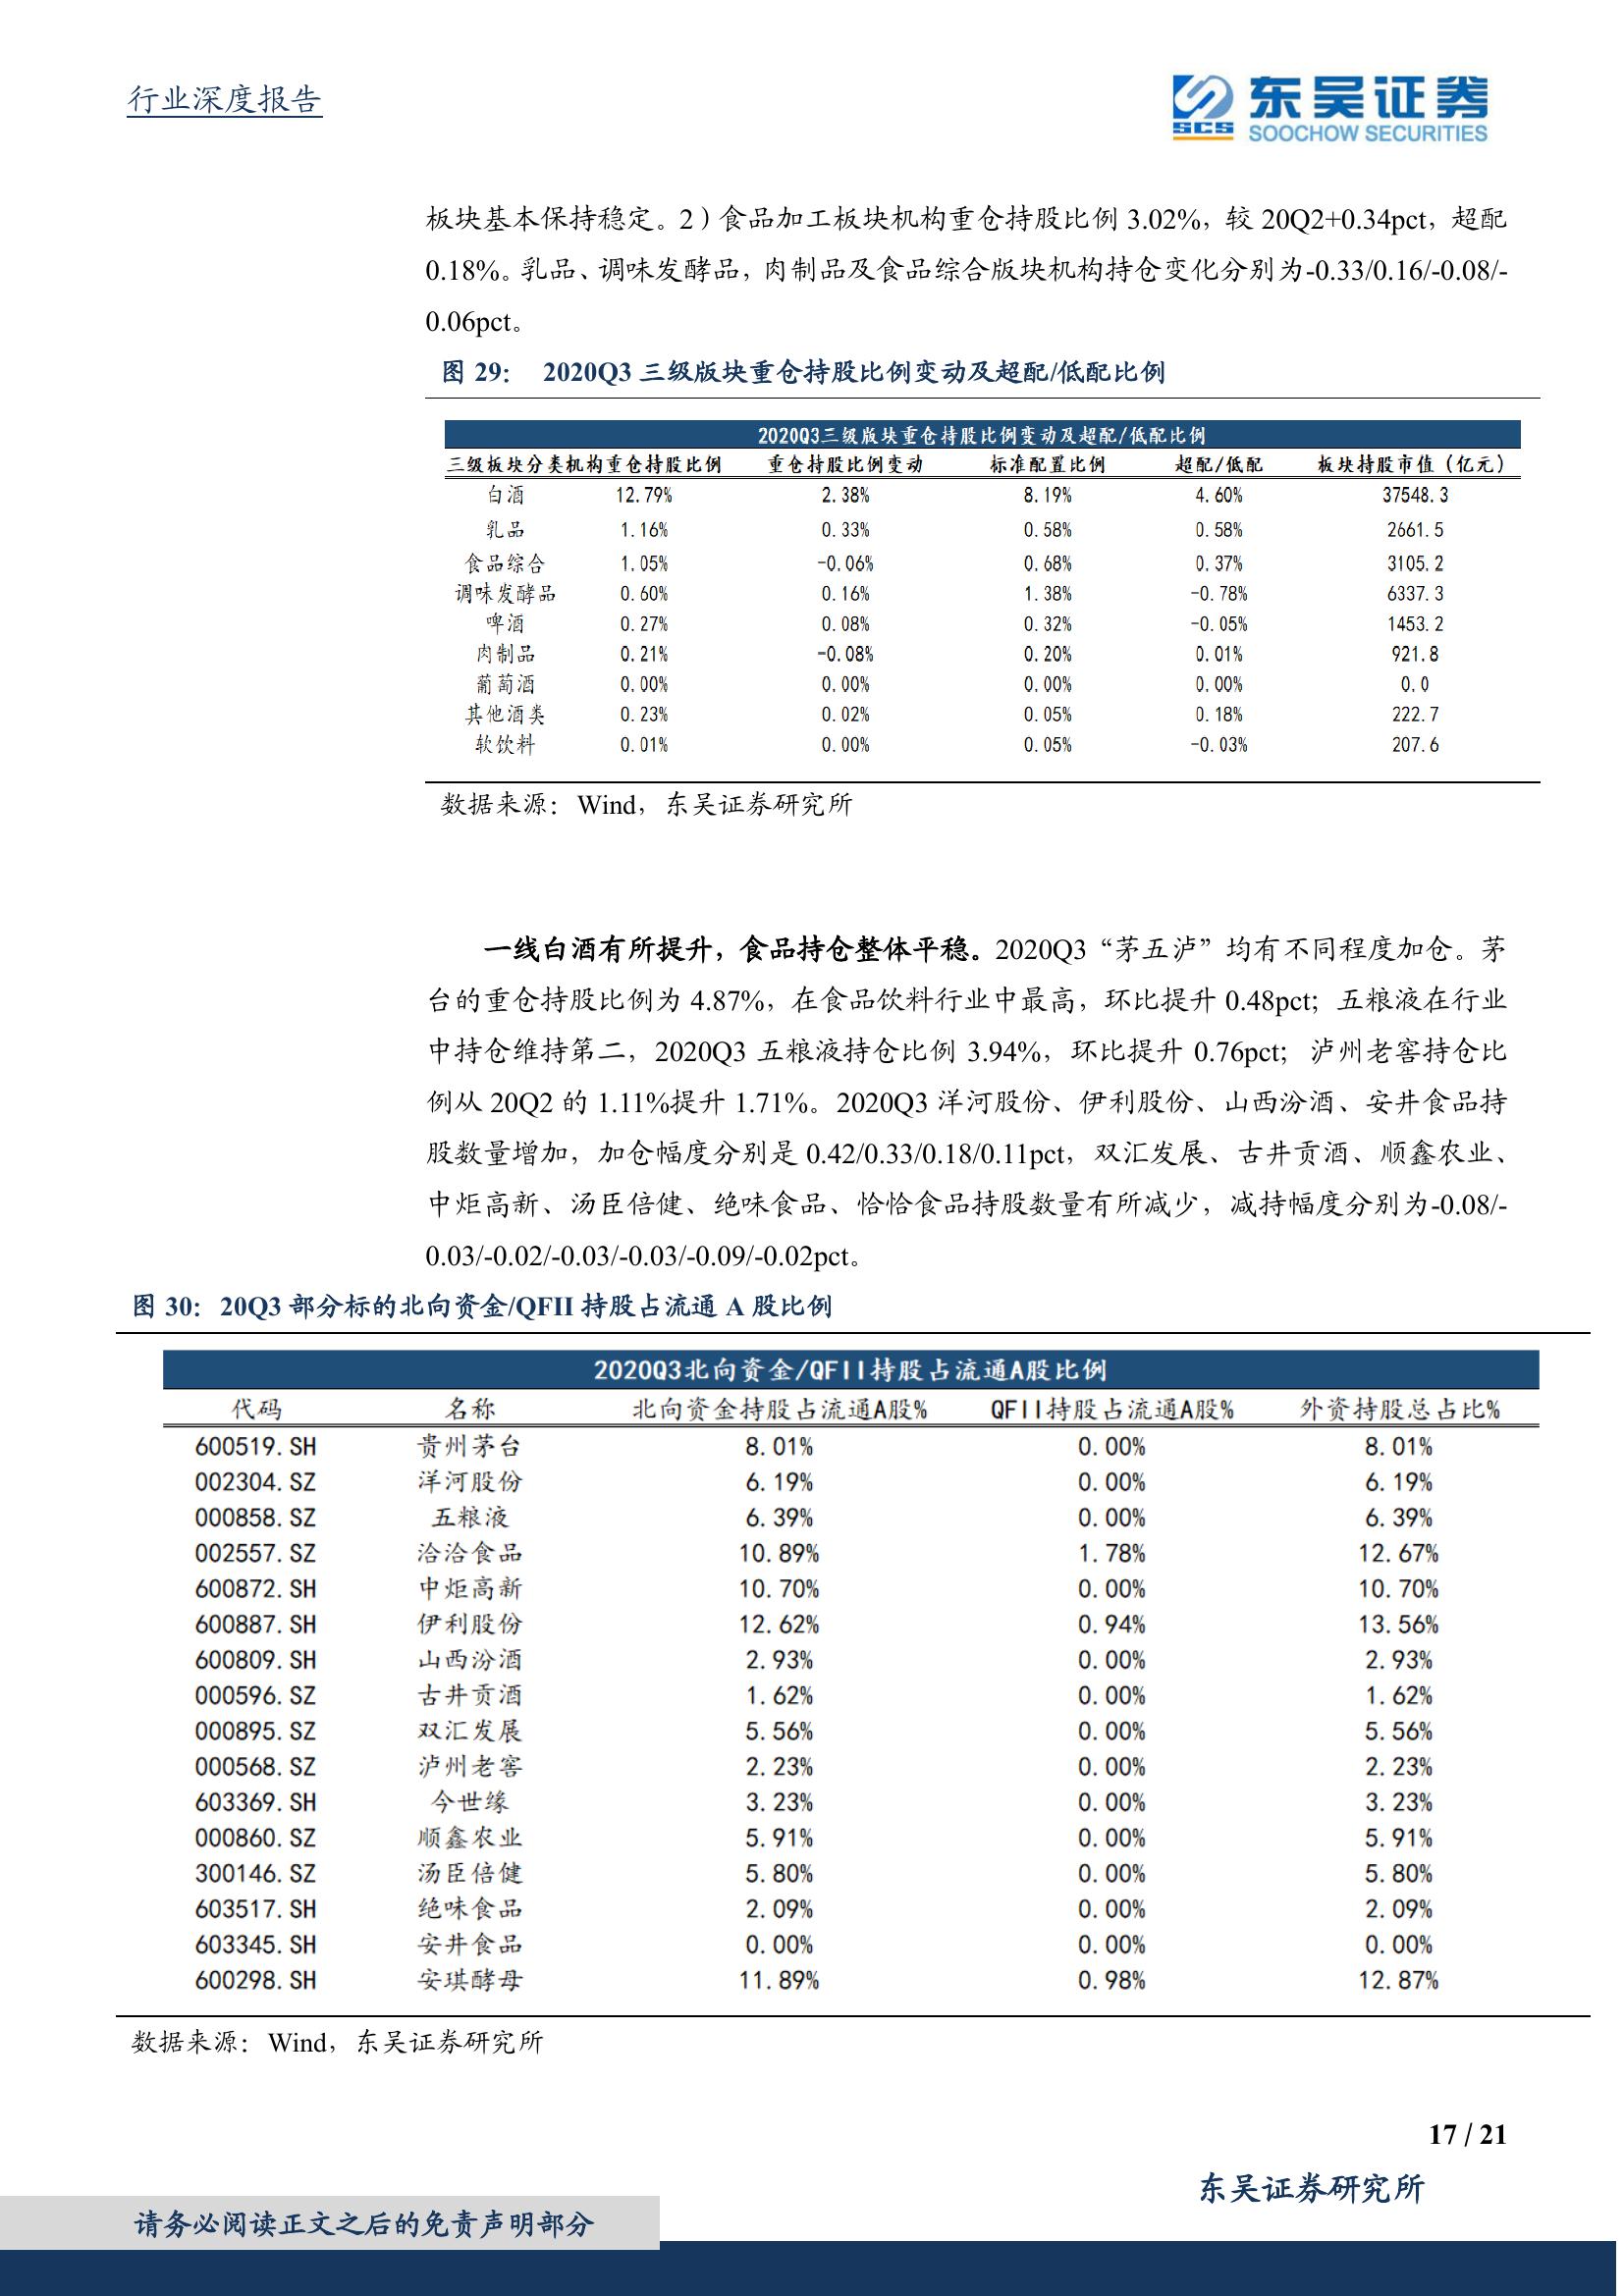 行业深度报告
SCS 东吴证券
SOOCHOW SECURITIES
板块基本保持稳定。2）食品加工板块机构重仓持股比例 3.02%，较 20Q2+0.34pct，超配
0.18%。乳品、调味发酵品，肉制品及食品综合版块机构持仓变化分别为-0.33/0.16/-0.08/-
0.06pct。
图 29： 2020Q3 三级版块重仓持股比例变动及超配/低配比例
2020Q3三级版块重仓持股比例变动及超配/低配比例
三级板块分类 机构重仓持股比例 重仓持股比例变动 标准配置比例 超配/低配 板块持股市值（亿元）
白酒 12.79% 2.38% 8.19% 4.60% 37548.3
乳品 1.16% 0.33% 0.58% 0.58% 2661.5
食品综合 1.05% -0.06% 0.68% 0.37% 3105.2
调味发酵品 0.60% 0.16% 1.38% -0.78% 6337.3
啤酒 0.27% 0.08% 0.32% -0.05% 1453.2
肉制品 0.21% -0.08% 0.20% 0.01% 921.8
葡萄酒 0.00% 0.00% 0.00% 0.00% 0.0
其他酒类 0.23% 0.02% 0.05% 0.18% 222.7
软饮料 0.01% 0.00% 0.05% -0.03% 207.6
数据来源：Wind，东吴证券研究所
一线白酒有所提升，食品持仓整体平稳。2020Q3“茅五泸”均有不同程度加仓。茅
台的重仓持股比例为 4.87%，在食品饮料行业中最高，环比提升 0.48pct；五粮液在行业
中持仓维持第二，2020Q3 五粮液持仓比例 3.94%，环比提升 0.76pct；泸州老窖持仓比
例从 20Q2 的 1.11%提升 1.71%。2020Q3 洋河股份、伊利股份、山西汾酒、安井食品持
股数量增加，加仓幅度分别是 0.42/0.33/0.18/0.11pct，双汇发展、古井贡酒、顺鑫农业、
中炬高新、汤臣倍健、绝味食品、恰恰食品持股数量有所减少，减持幅度分别为-0.08/-
0.03/-0.02/-0.03/-0.03/-0.09/-0.02pct。
图 30：20Q3 部分标的北向资金/QFII 持股占流通 A 股比例
2020Q3北向资金/QFII持股占流通A股比例
代码 名称 北向资金持股占流通A股% QFII持股占流通A股% 外资持股总占比%
600519.SH 贵州茅台 8.01% 0.00% 8.01%
002304.SZ 洋河股份 6.19% 0.00% 6.19%
000858.SZ 五粮液 6.39% 0.00% 6.39%
002557.SZ 洽洽食品 10.89% 1.78% 12.67%
600872.SH 中炬高新 10.70% 0.00% 10.70%
600887.SH 伊利股份 12.62% 0.94% 13.56%
600809.SH 山西汾酒 2.93% 0.00% 2.93%
000596.SZ 古井贡酒 1.62% 0.00% 1.62%
000895.SZ 双汇发展 5.56% 0.00% 5.56%
000568.SZ 泸州老窖 2.23% 0.00% 2.23%
603369.SH 今世缘 3.23% 0.00% 3.23%
000860.SZ 顺鑫农业 5.91% 0.00% 5.91%
300146.SZ 汤臣倍健 5.80% 0.00% 5.80%
603517.SH 绝味食品 2.09% 0.00% 2.09%
603345.SH 安井食品 0.00% 0.00% 0.00%
600298.SH 安琪酵母 11.89% 0.98% 12.87%
数据来源：Wind，东吴证券研究所
17 / 21
东吴证券研究所
请务必阅读正文之后的免责声明部分